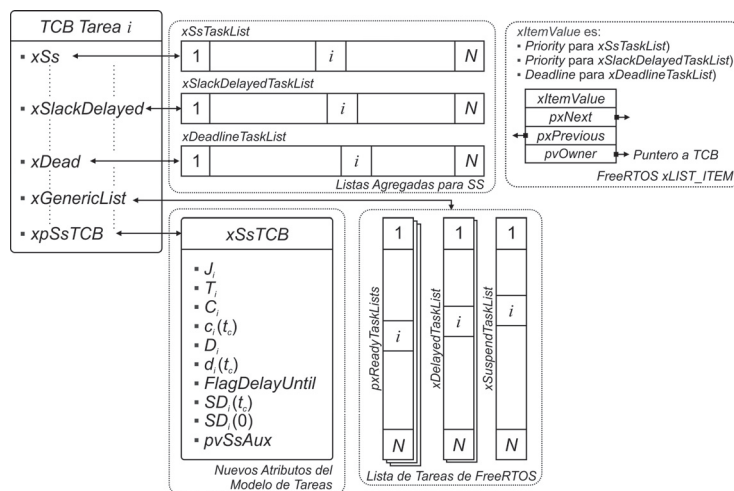 TCB Tarea i
▪ xSs
▪ xSlackDelayed
▪ xDead
▪ xGenericList
▪ xpSsTCB
xSsTaskList
1 i N
xSlackDelayedTaskList
1 i N
xDeadlineTaskList
1 i N
Listas Agregadas para SS
xItemValue es:
▪ Priority para xSsTaskList)
▪ Priority para xSlackDelayedTaskList)
▪ Deadline para xDeadlineTaskList)
xItemValue
pxNext
pxPrevious
pvOwner
Puntero a TCB
FreeRTOS xLIST_ITEM
xSsTCB
▪ Ji
▪ Ti
▪ Ci
▪ ci(tc)
▪ Di
▪ di(tc)
▪ FlagDelayUntil
▪ SDi(tc)
▪ SDi(0)
▪ pvSsAux
Nuevos Atributos del
Modelo de Tareas
pxReadyTaskLists
1
i
N
xDelayedTaskList
1
i
N
xSuspendTaskList
1
i
N
Lista de Tareas de FreeRTOS